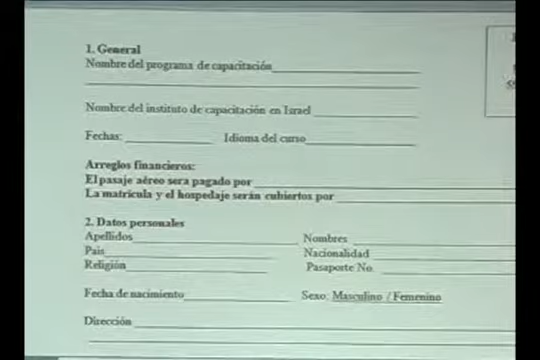 1. General
Nombre del programa de capacitación
Nombre del instituto de capacitación en Israel
Fechas: Idioma del curso
Arreglos financieros:
El pasaje aéreo sera pagado por
La matrícula y el hospedaje serán cubiertos por
2. Datos personales
Apellidos Nombres
País Nacionalidad
Religión Pasaporte No.
Fecha de nacimiento Sexo: Masculino / Femenino
Dirección